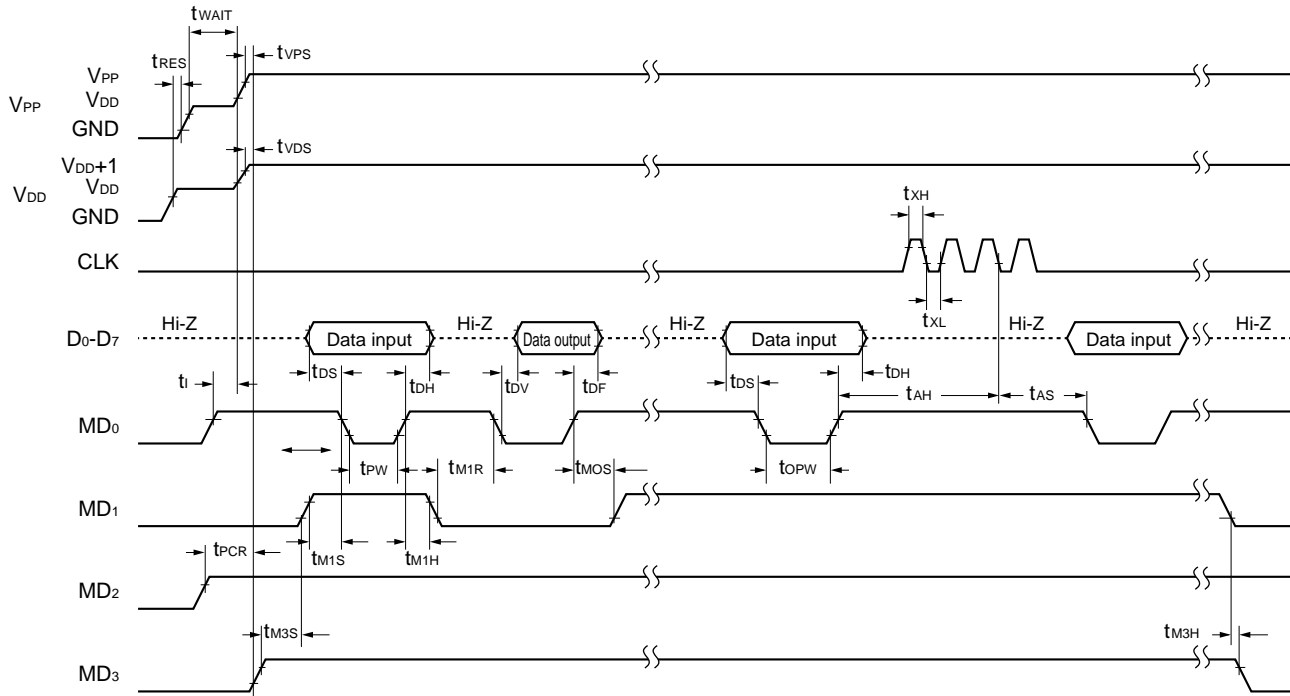 tWAIT
tVPS
tRES
VPP
VPP
VDD
GND
tVDS
VDD+1
VDD
VDD
GND
tXH
CLK
tXL
D0-D7
Hi-Z
Data input
Hi-Z
Data output
Hi-Z
Data input
Hi-Z
Data input
Hi-Z
tI
tDS
tDH
tDV
tDF
tDS
tDH
tAH
tAS
MD0
tPW
tM1R
tMOS
tOPW
MD1
tPCR
tM1S
tM1H
MD2
tM3S
tM3H
MD3